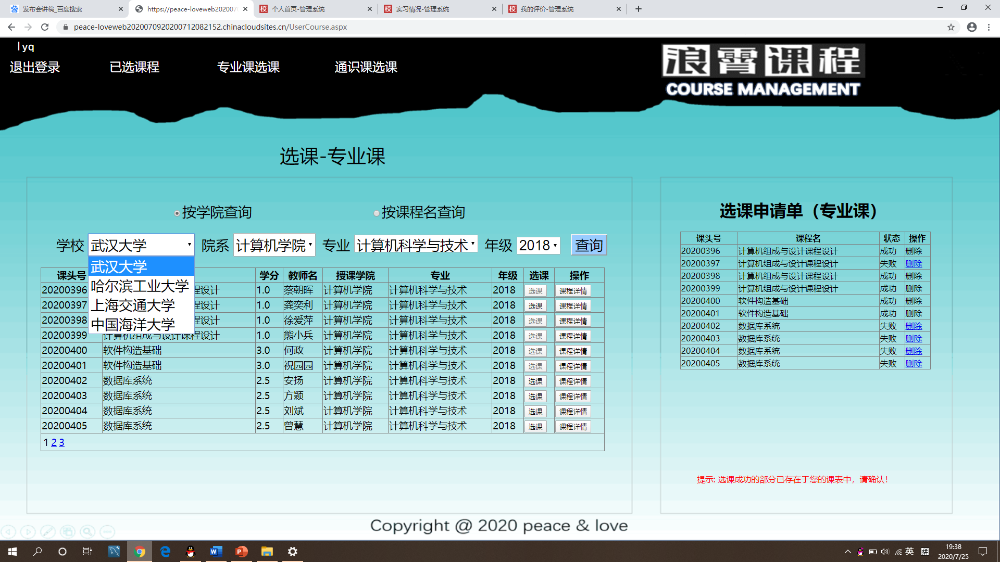 发布会讲稿_百度搜索
https://peace-loveweb202007
个人首页-管理系统
实习情况-管理系统
我的评价-管理系统
peace-loveweb2020070920200712082152.chinacloudsites.cn/UserCourse.aspx
lyq
退出登录 已选课程 专业课选课 通识课选课
浪霄课程
COURSE MANAGEMENT
选课-专业课
按学院查询 按课程名查询
学校 武汉大学 院系 计算机学院 专业 计算机科学与技术 年级 2018 查询
武汉大学
哈尔滨工业大学
上海交通大学
中国海洋大学
课头号 学分 教师名 授课学院 专业 年级 选课 操作
20200396 程设计 1.0 蔡朝晖 计算机学院 计算机科学与技术 2018 选课 课程详情
20200397 程设计 1.0 龚奕利 计算机学院 计算机科学与技术 2018 选课 课程详情
20200398 程设计 1.0 徐爱萍 计算机学院 计算机科学与技术 2018 选课 课程详情
20200399 计算机组成与设计课程设计 1.0 熊小兵 计算机学院 计算机科学与技术 2018 选课 课程详情
20200400 软件构造基础 3.0 何政 计算机学院 计算机科学与技术 2018 选课 课程详情
20200401 软件构造基础 3.0 祝园园 计算机学院 计算机科学与技术 2018 选课 课程详情
20200402 数据库系统 2.5 安扬 计算机学院 计算机科学与技术 2018 选课 课程详情
20200403 数据库系统 2.5 方颖 计算机学院 计算机科学与技术 2018 选课 课程详情
20200404 数据库系统 2.5 刘斌 计算机学院 计算机科学与技术 2018 选课 课程详情
20200405 数据库系统 2.5 曾慧 计算机学院 计算机科学与技术 2018 选课 课程详情
1 2 3
选课申请单（专业课）
课头号 课程名 状态 操作
20200396 计算机组成与设计课程设计 成功 删除
20200397 计算机组成与设计课程设计 失败 删除
20200398 计算机组成与设计课程设计 成功 删除
20200399 计算机组成与设计课程设计 成功 删除
20200400 软件构造基础 成功 删除
20200401 软件构造基础 成功 删除
20200402 数据库系统 失败 删除
20200403 数据库系统 失败 删除
20200404 数据库系统 失败 删除
20200405 数据库系统 失败 删除
提示: 选课成功的部分已存在于您的课表中，请确认！
Copyright @ 2020 peace & love
英
19:38
2020/7/25